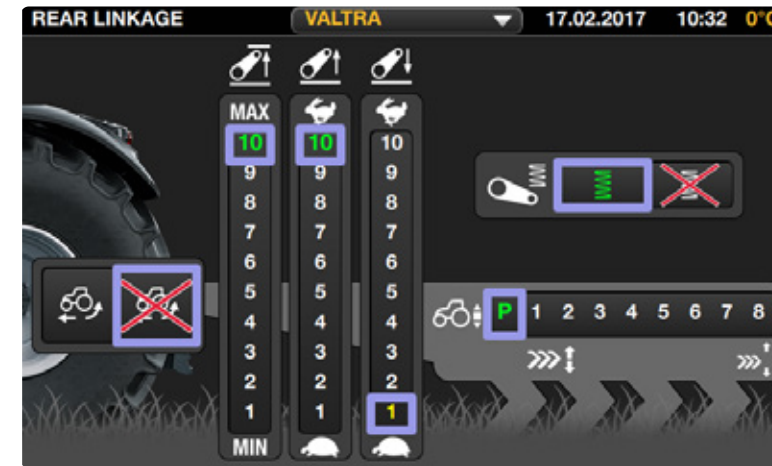 REAR LINKAGE VALTRA 17.02.2017 10:32 0°C
MAX
10 10 10
9 9 9
8 8 8
7 7 7
6 6 6
5 5 5
4 4 4
3 3 3
2 2 2
1 1 1
MIN
P 1 2 3 4 5 6 7 8